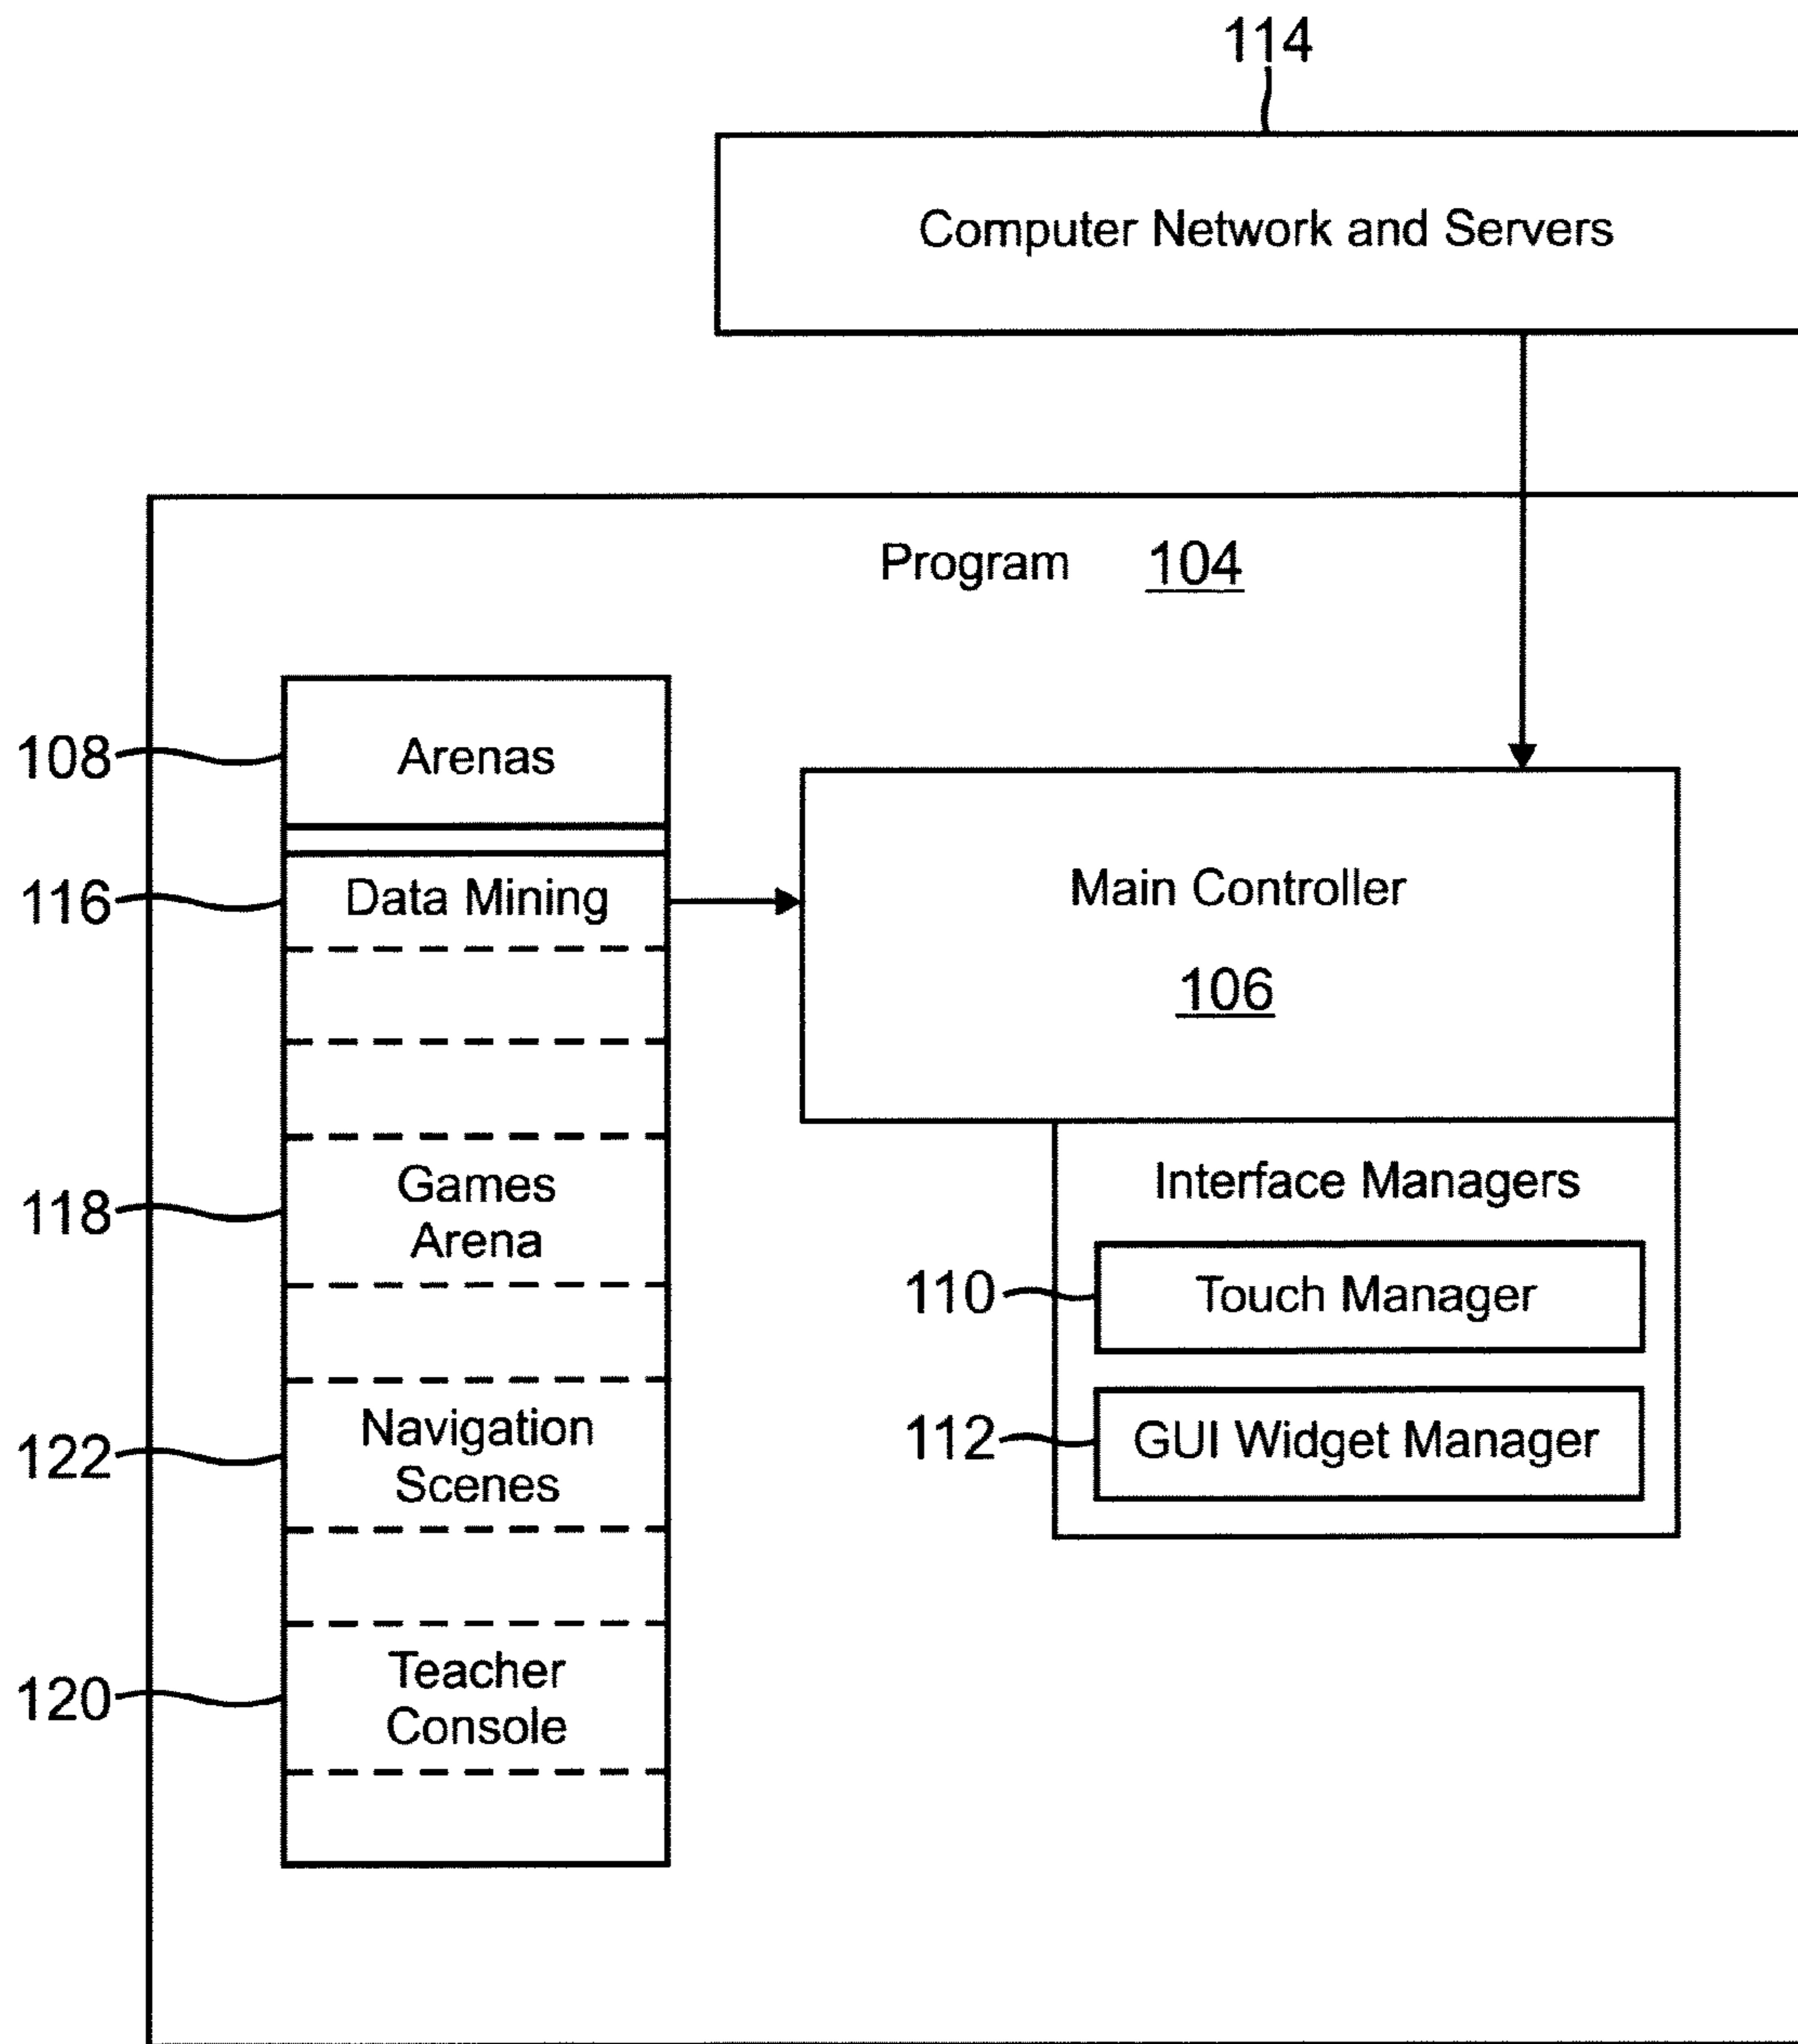 114
Computer Network and Servers
Program 104
108
Arenas
116
Data Mining
118
Games
Arena
122
Navigation
Scenes
120
Teacher
Console
Main Controller
106
Interface Managers
110
Touch Manager
112
GUI Widget Manager